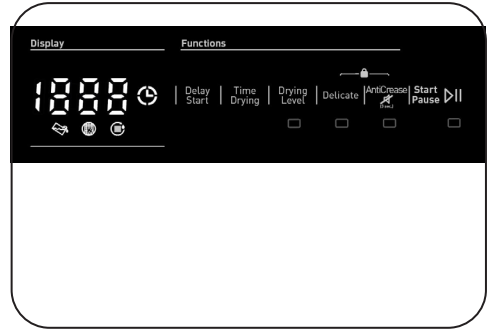 Display
Functions
1888
Delay
Start
Time
Drying
Drying
Level
Delicate
AntiCrease
Start
Pause